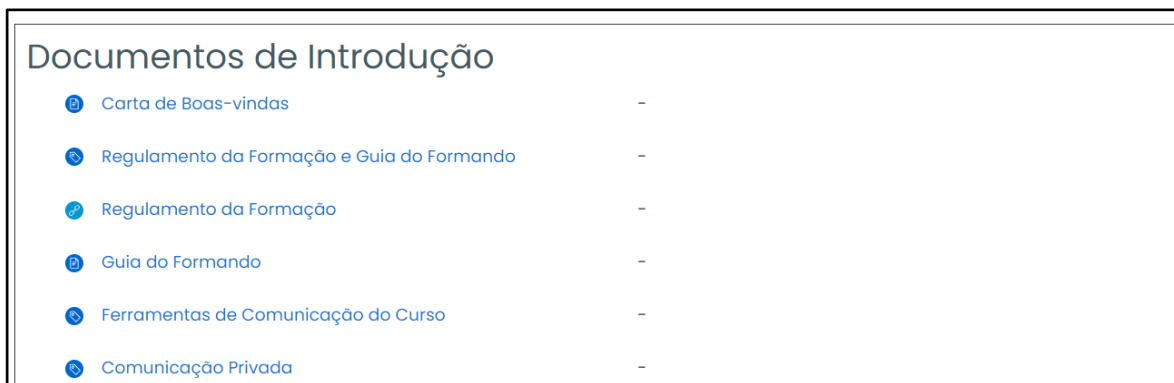 Documentos de Introdução
Carta de Boas-vindas -
Regulamento da Formação e Guia do Formando -
Regulamento da Formação -
Guia do Formando -
Ferramentas de Comunicação do Curso -
Comunicação Privada -